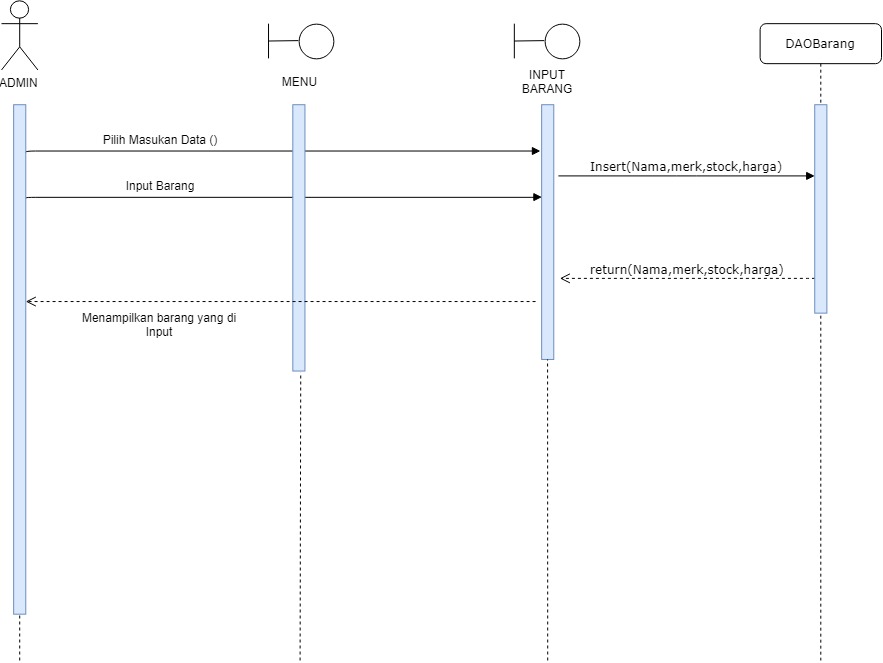 ADMIN
MENU
INPUT
BARANG
DAOBarang
Pilih Masukan Data ()
Insert(Nama,merk,stock,harga)
Input Barang
return(Nama,merk,stock,harga)
Menampilkan barang yang di
Input